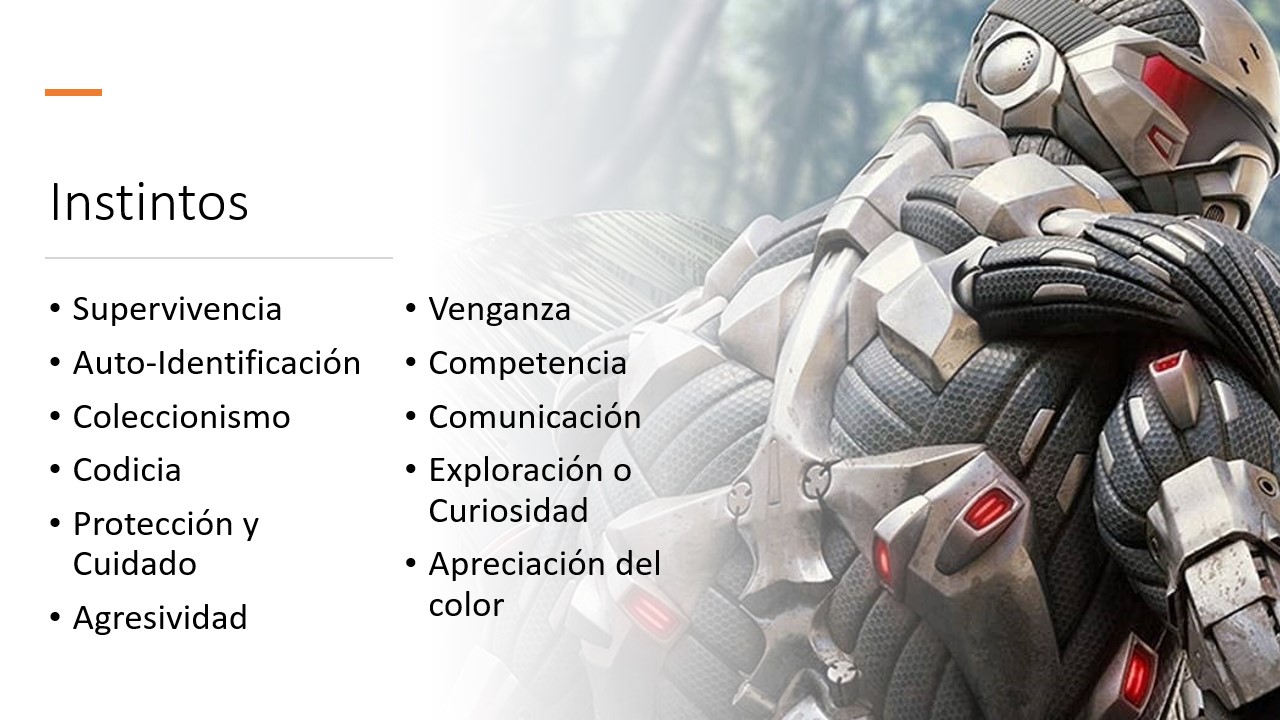 Instintos
• Supervivencia
• Auto-Identificación
• Coleccionismo
• Codicia
• Protección y
Cuidado
• Agresividad
• Venganza
• Competencia
• Comunicación
• Exploración o
Curiosidad
• Apreciación del
color